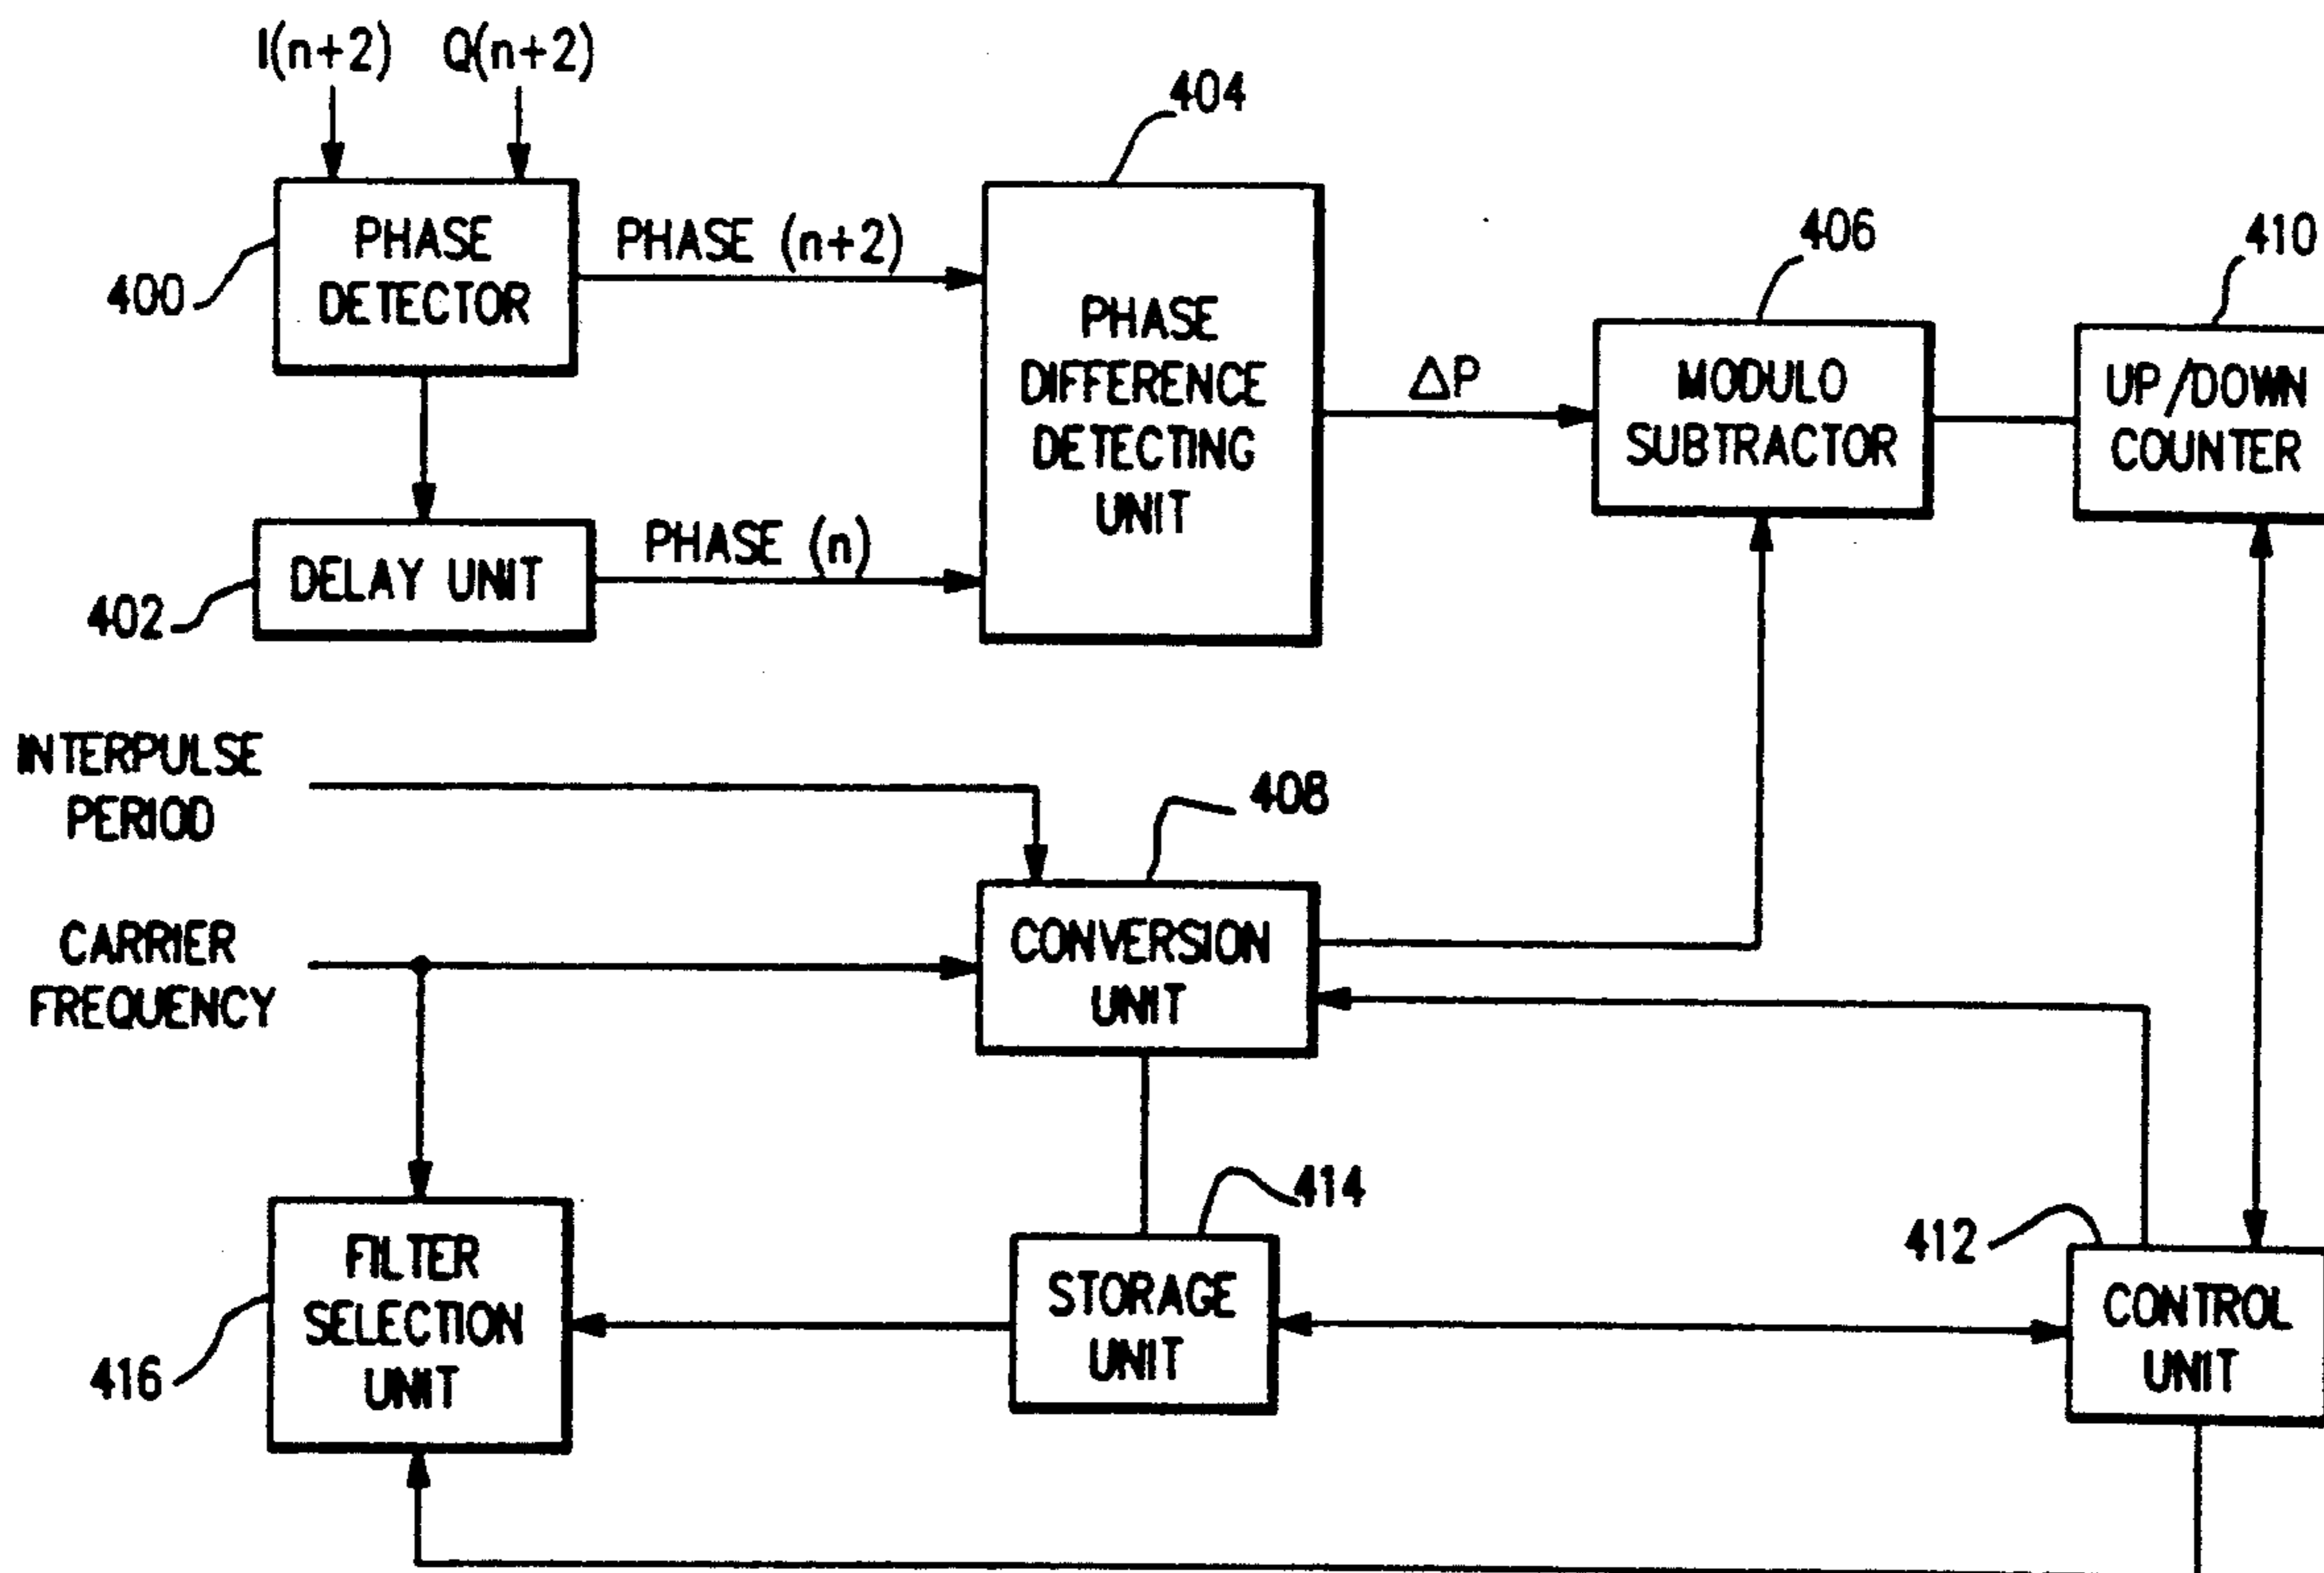 I(n+2) Q(n+2)
404
PHASE
DETECTOR
400
PHASE (n+2)
PHASE
DIFFERENCE
DETECTING
UNIT
ΔP
406
MODULO
SUBTRACTOR
410
UP/DOWN
COUNTER
DELAY UNIT
402
PHASE (n)
INTERPULSE
PERIOD
408
CARRIER
FREQUENCY
CONVERSION
UNIT
FILTER
SELECTION
UNIT
416
414
STORAGE
UNIT
412
CONTROL
UNIT